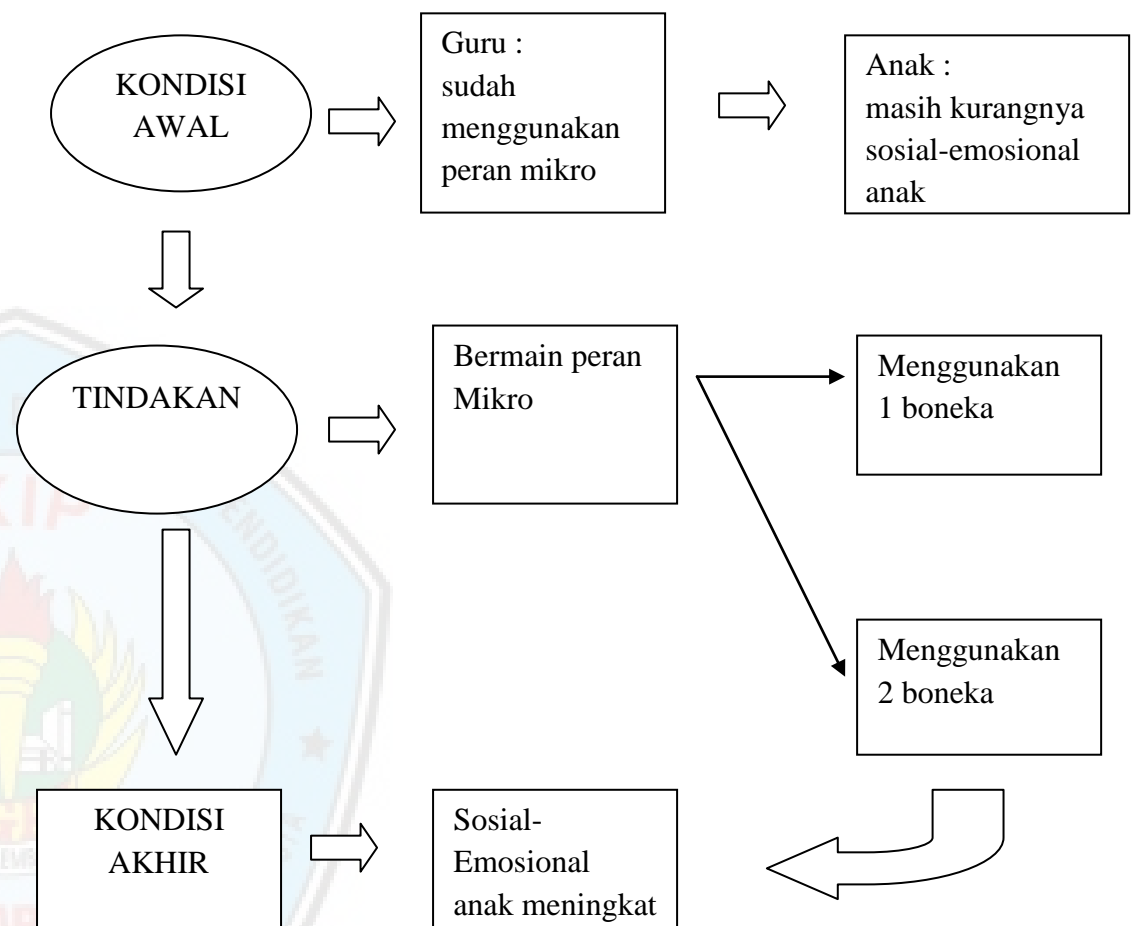 KONDISI
AWAL
Guru :
sudah
menggunakan
peran mikro
Anak :
masih kurangnya
sosial-emosional
anak
TINDAKAN
Bermain peran
Mikro
Menggunakan
1 boneka
Menggunakan
2 boneka
KONDISI
AKHIR
Sosial-
Emosional
anak meningkat